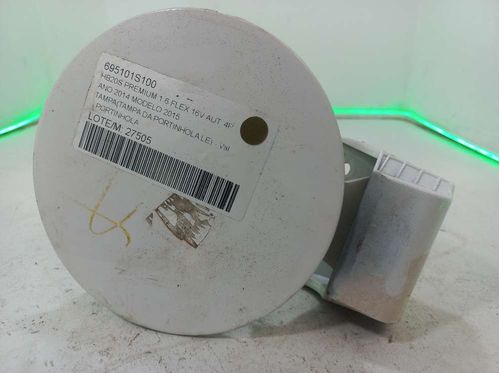 695101S100
HB20S PREMIUM 1.6 FLEX 16V AUT. 4P
ANO 2014 MODELO 2015
TAMPA(TAMPA DA PORTINHOLA LE) - VM
PORTINHOLA
LOTE/M: 27505